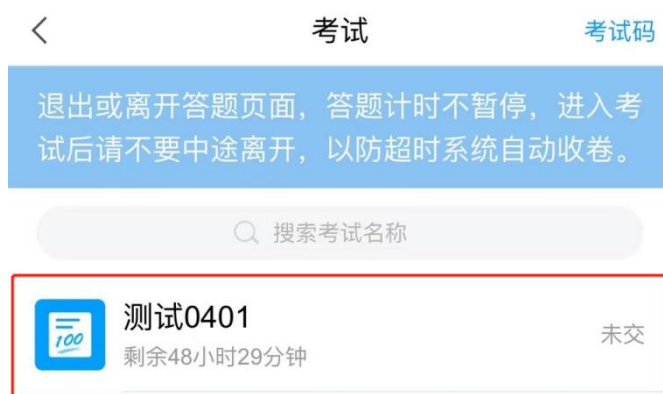 考试
考试码
退出或离开答题页面，答题计时不暂停，进入考
试后请不要中途离开，以防超时系统自动收卷。
搜索考试名称
100
测试0401
未交
剩余48小时29分钟